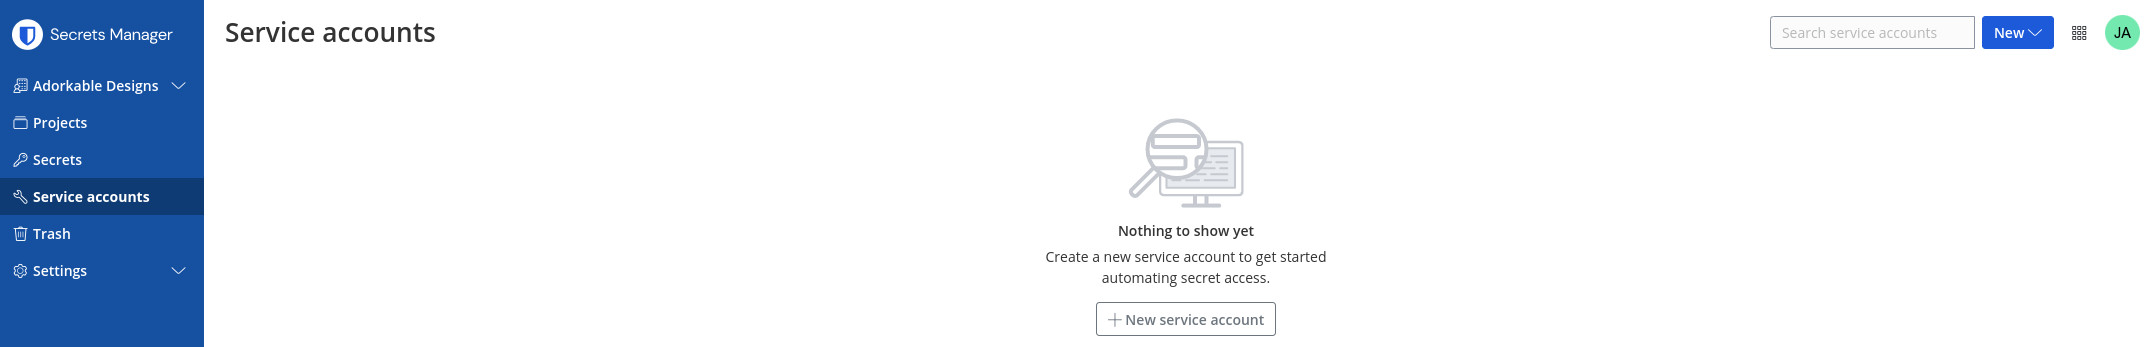 Secrets Manager
Adorkable Designs
Projects
Secrets
Service accounts
Trash
Settings
Service accounts
Search service accounts
New
JA
Nothing to show yet
Create a new service account to get started
automating secret access.
New service account